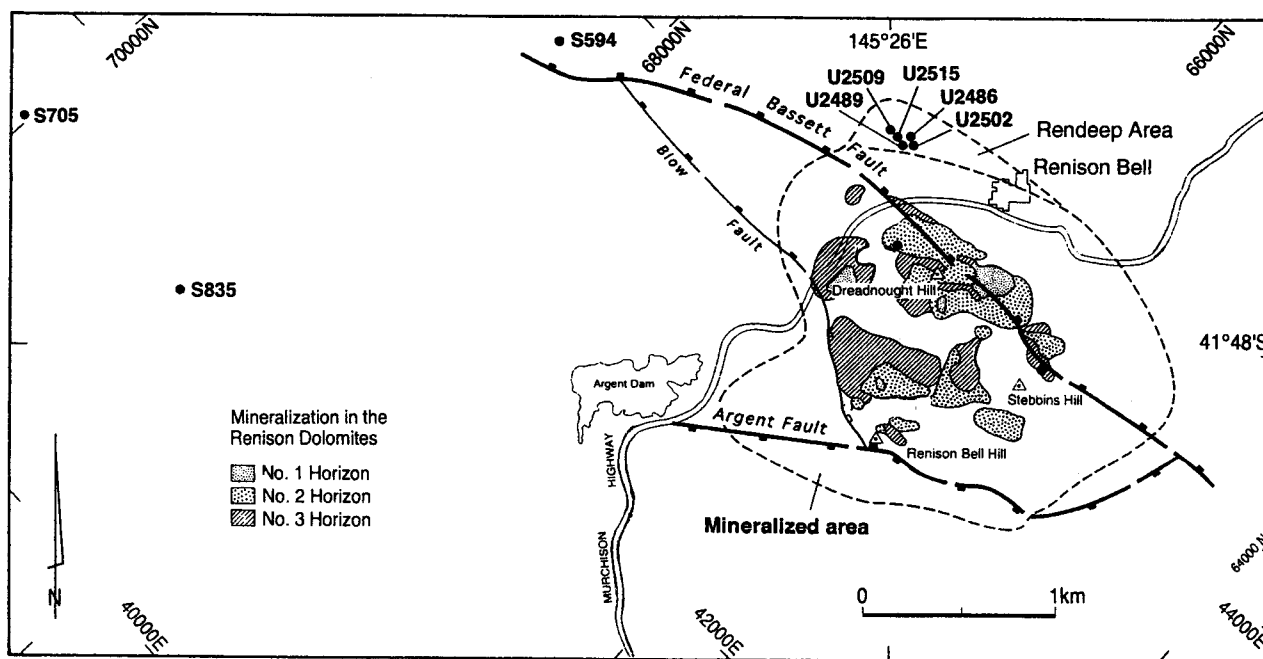 70000N
S594
68000N
145°26'E
66000N
U2509
U2515
U2489
U2486
U2502
S705
Federal Bassett Fault
Rendeep Area
Renison Bell
Blow Fault
S835
Dreadnought Hill
41°48'S
Argent Dam
Stebbins Hill
Mineralization in the
Renison Dolomites
No. 1 Horizon
No. 2 Horizon
No. 3 Horizon
Argent Fault
Renison Bell Hill
MURCHISON HIGHWAY
Mineralized area
64000 N
N
0 1km
40000E
42000E
44000E